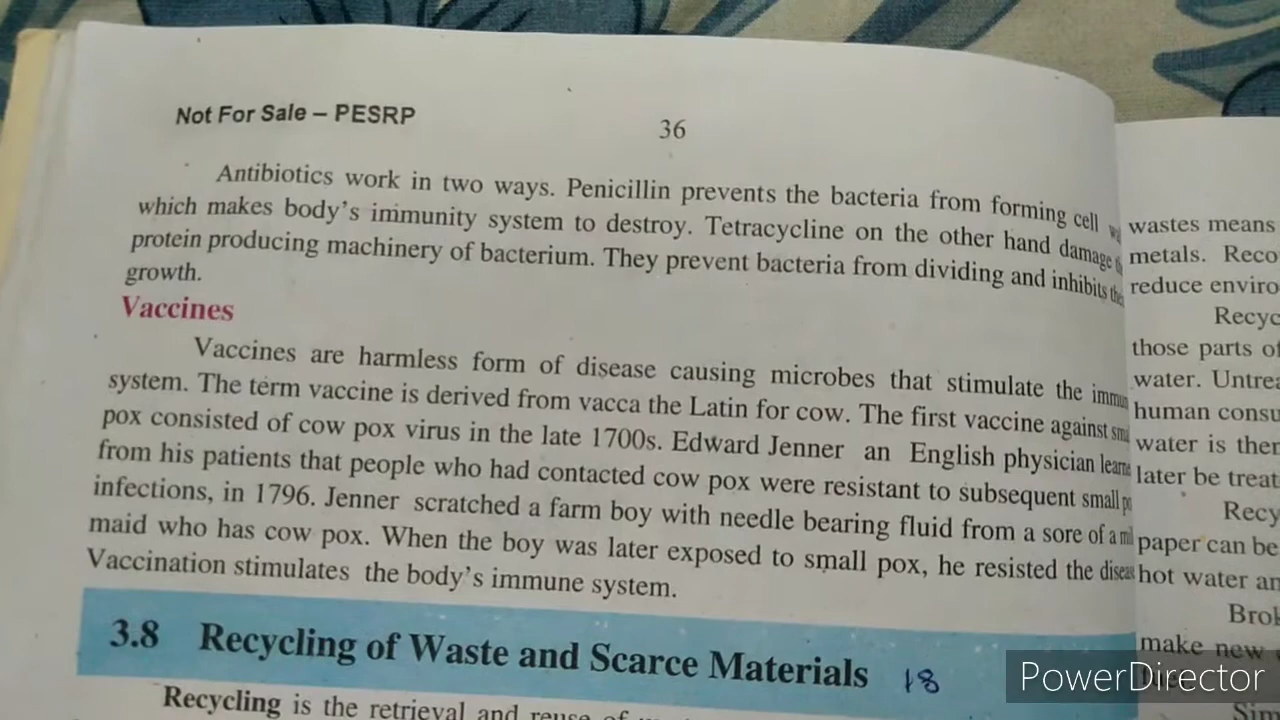 Not For Sale – PESRP
36
Antibiotics work in two ways. Penicillin prevents the bacteria from forming cell
which makes body's immunity system to destroy. Tetracycline on the other hand damage
protein producing machinery of bacterium. They prevent bacteria from dividing and inhibits the
growth.
Vaccines
Vaccines are harmless form of disease causing microbes that stimulate the
system. The term vaccine is derived from vacca the Latin for cow. The first vaccine against
pox consisted of cow pox virus in the late 1700s. Edward Jenner an English physician
from his patients that people who had contacted cow pox were resistant to subsequent small
infections, in 1796. Jenner scratched a farm boy with needle bearing fluid from a sore of a
maid who has cow pox. When the boy was later exposed to small pox, he resisted the
Vaccination stimulates the body's immune system.
3.8 Recycling of Waste and Scarce Materials 18
Recycling is the retrieval and reuse of
wastes means
metals. Reco
reduce enviro
Recyc
those parts of
water. Untrea
human consu
water is then
later be treat
Recy
paper can be
hot water an
Brok
make new
Sim
PowerDirector